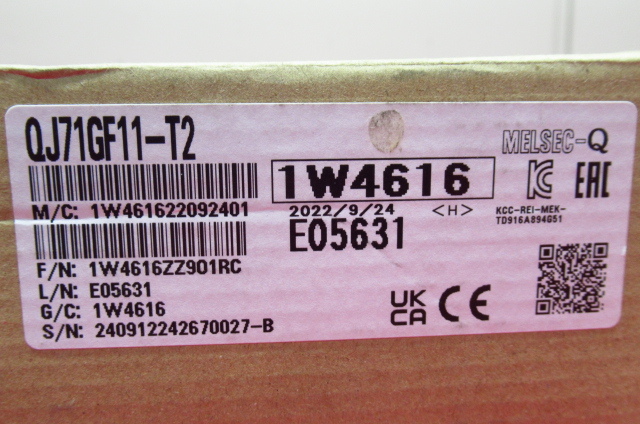 QJ71GF11-T2
MELSEC-Q
1W4616
M/C: 1W461622092401
2022/9/24 <H>
KCC-REI-MEK-
TD916A894G51
EAC
E05631
F/N: 1W4616ZZ901RC
L/N: E05631
G/C: 1W4616
S/N: 240912242670027-B
UK
CA
CE